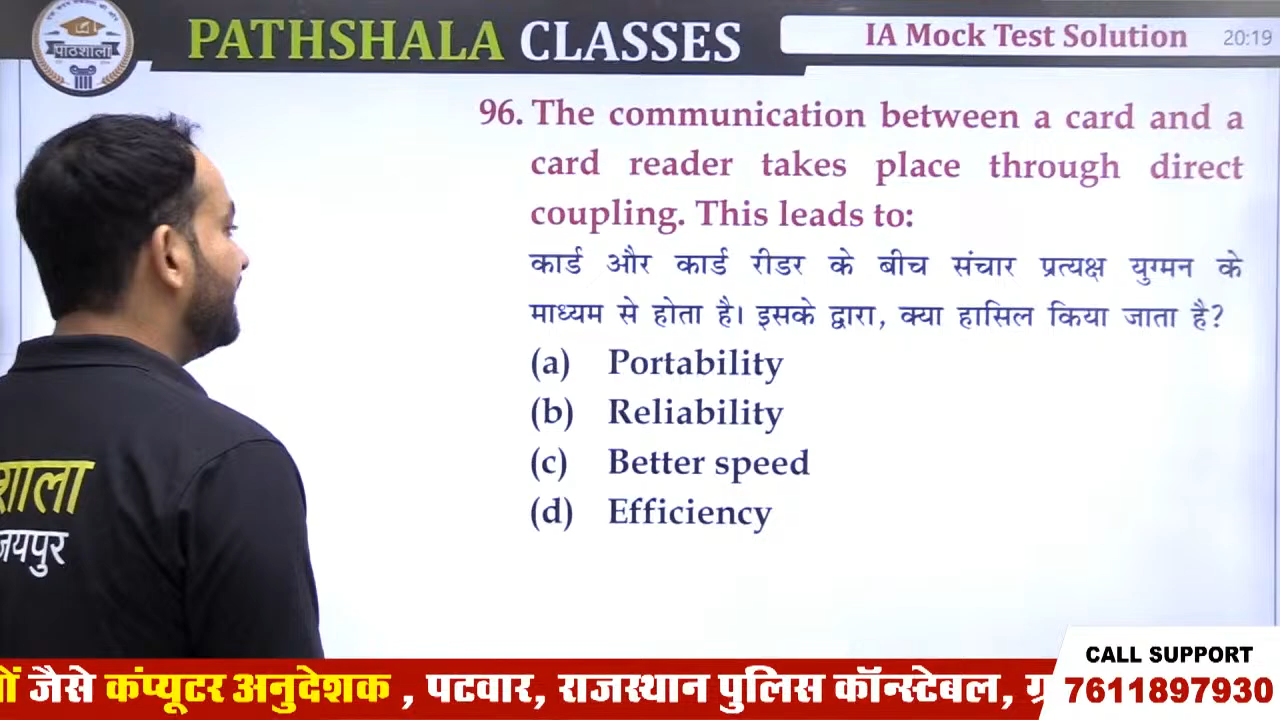 पाठशाला
PATHSHALA CLASSES
IA Mock Test Solution
20:19
96. The communication between a card and a
card reader takes place through direct
coupling. This leads to:
कार्ड और कार्ड रीडर के बीच संचार प्रत्यक्ष युग्मन के
माध्यम से होता है। इसके द्वारा, क्या हासिल किया जाता है?
(a) Portability
(b) Reliability
(c) Better speed
(d) Efficiency
शाला
जयपुर
जैसे कंप्यूटर अनुदेशक , पटवार, राजस्थान पुलिस कॉन्स्टेबल,
CALL SUPPORT
7611897930